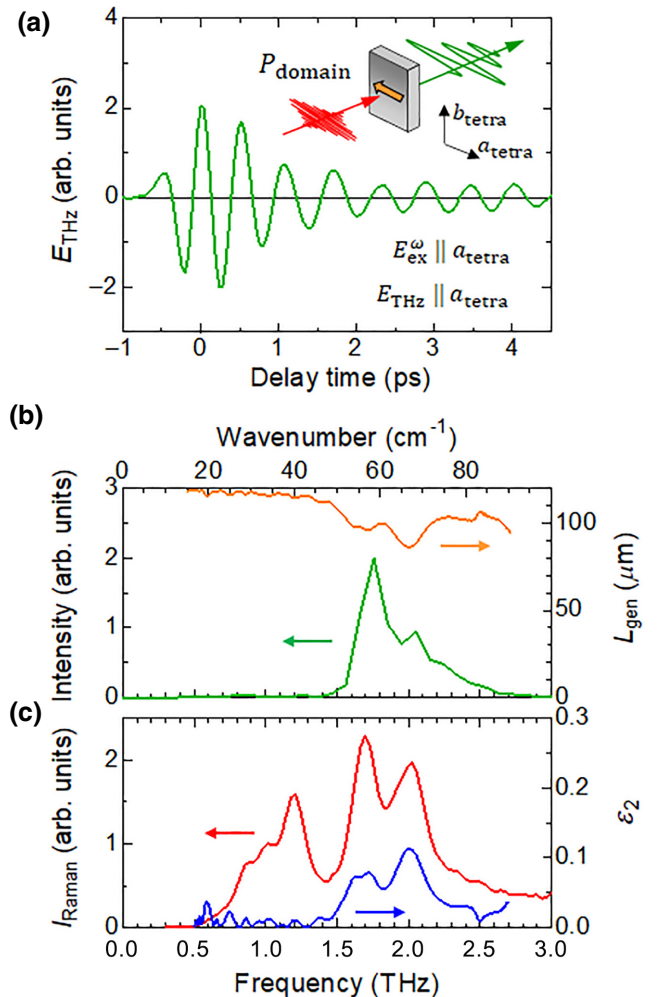 (a)
4
2
0
−2
E_THz (arb. units)
P_domain
b_tetra
a_tetra
E^ω_ex || a_tetra
E_THz || a_tetra
−1 0 1 2 3 4
Delay time (ps)
(b)
Wavenumber (cm⁻¹)
0 20 40 60 80
3
2
1
0
Intensity (arb. units)
100
50
0
L_gen (μm)
(c)
2
1
0
I_Raman (arb. units)
0.3
0.2
0.1
0.0
ε₂
0.0 0.5 1.0 1.5 2.0 2.5 3.0
Frequency (THz)